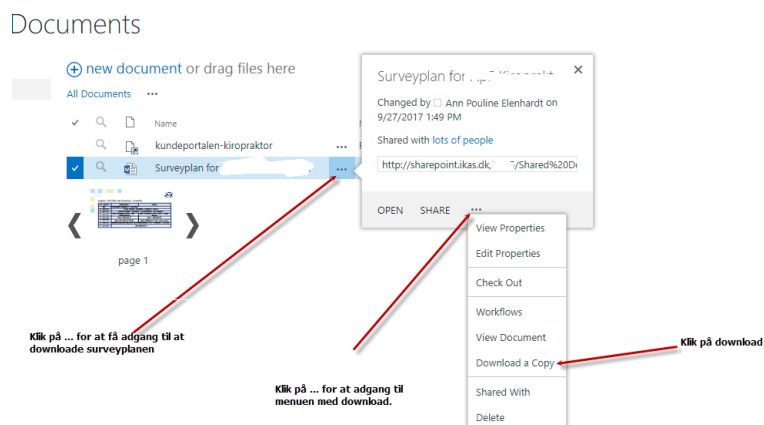 Documents
new document or drag files here
All Documents ...
Name
kundeportalen-kiropraktor ...
Surveyplan for ...
page 1
Surveyplan for
Changed by Ann Pouline Elenhardt on
9/27/2017 1:49 PM
Shared with lots of people
http://sharepoint.ikas.dk, /Shared%20D
OPEN SHARE ...
View Properties
Edit Properties
Check Out
Workflows
View Document
Download a Copy
Shared With
Delete
Klik på ... for at få adgang til at
downloade surveyplanen
Klik på ... for at adgang til
menuen med download.
Klik på download